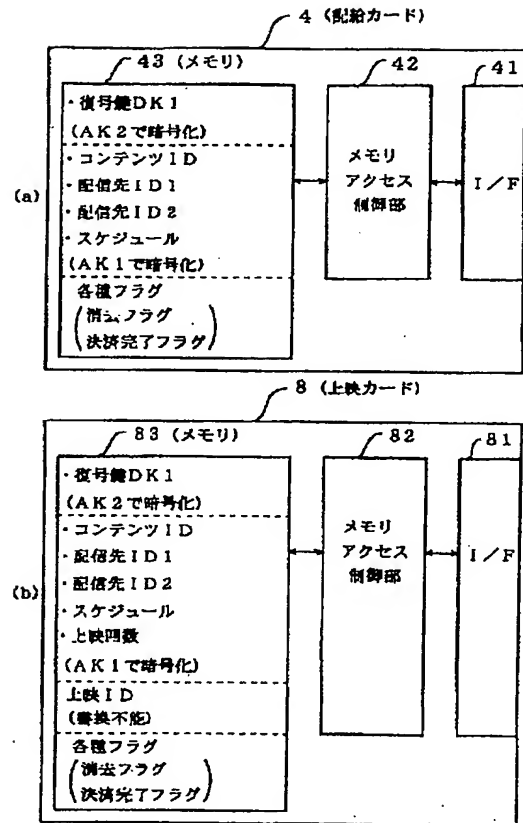 4 (配給カード)
43 (メモリ)
42
41
・復号鍵DK1
(AK2で暗号化)
・コンテンツID
・配信先ID1
・配信先ID2
・スケジュール
(AK1で暗号化)
各種フラグ
(消去フラグ
決済完了フラグ)
メモリ
アクセス
制御部
I/F
(a)
8 (上映カード)
83 (メモリ)
82
81
・復号鍵DK1
(AK2で暗号化)
・コンテンツID
・配信先ID1
・配信先ID2
・スケジュール
・上映回数
(AK1で暗号化)
上映ID
(書換不能)
各種フラグ
(消去フラグ
決済完了フラグ)
メモリ
アクセス
制御部
I/F
(b)